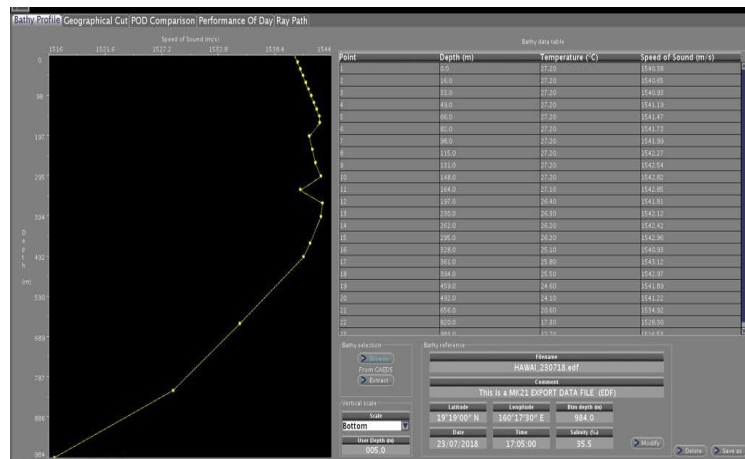 Bathy Profile Geographical Cut POD Comparison Performance Of Day Ray Path
Speed of Sound (m/s)
1516 1521.6 1527.2 1532.8 1538.4 1544
0
98
197
295
394
492
590
689
787
886
984
Depth
(m)
Bathy data table
Point Depth (m) Temperature (°C) Speed of Sound (m/s)
1 0.0 27.20 1540.38
2 16.0 27.20 1540.65
3 33.0 27.20 1540.93
4 49.0 27.20 1541.19
5 66.0 27.20 1541.47
6 82.0 27.20 1541.73
7 98.0 27.20 1541.99
8 115.0 27.20 1542.27
9 131.0 27.20 1542.54
10 148.0 27.20 1542.82
11 164.0 27.10 1542.85
12 197.0 26.40 1541.81
13 230.0 26.30 1542.12
14 262.0 26.20 1542.42
15 295.0 26.20 1542.96
16 328.0 25.10 1540.93
17 361.0 25.80 1543.12
18 394.0 25.50 1542.97
19 459.0 24.60 1541.89
20 492.0 24.10 1541.22
21 656.0 20.60 1534.92
22 820.0 17.30 1528.30
Bathy selection
Browse
From GAEDS
Extract
Vertical scale
Scale
Bottom
User Depth (m)
005.0
Bathy reference
Filename
HAWAI_230718.edf
Comment
This Is a MK21 EXPORT DATA FILE (EDF)
Latitude Longitude Btm depth (m)
19°19'00" N 160°17'30" E 984.0
Date Time Salinity (‰)
23/07/2018 17:05:00 35.5
Modify
Delete
Save as